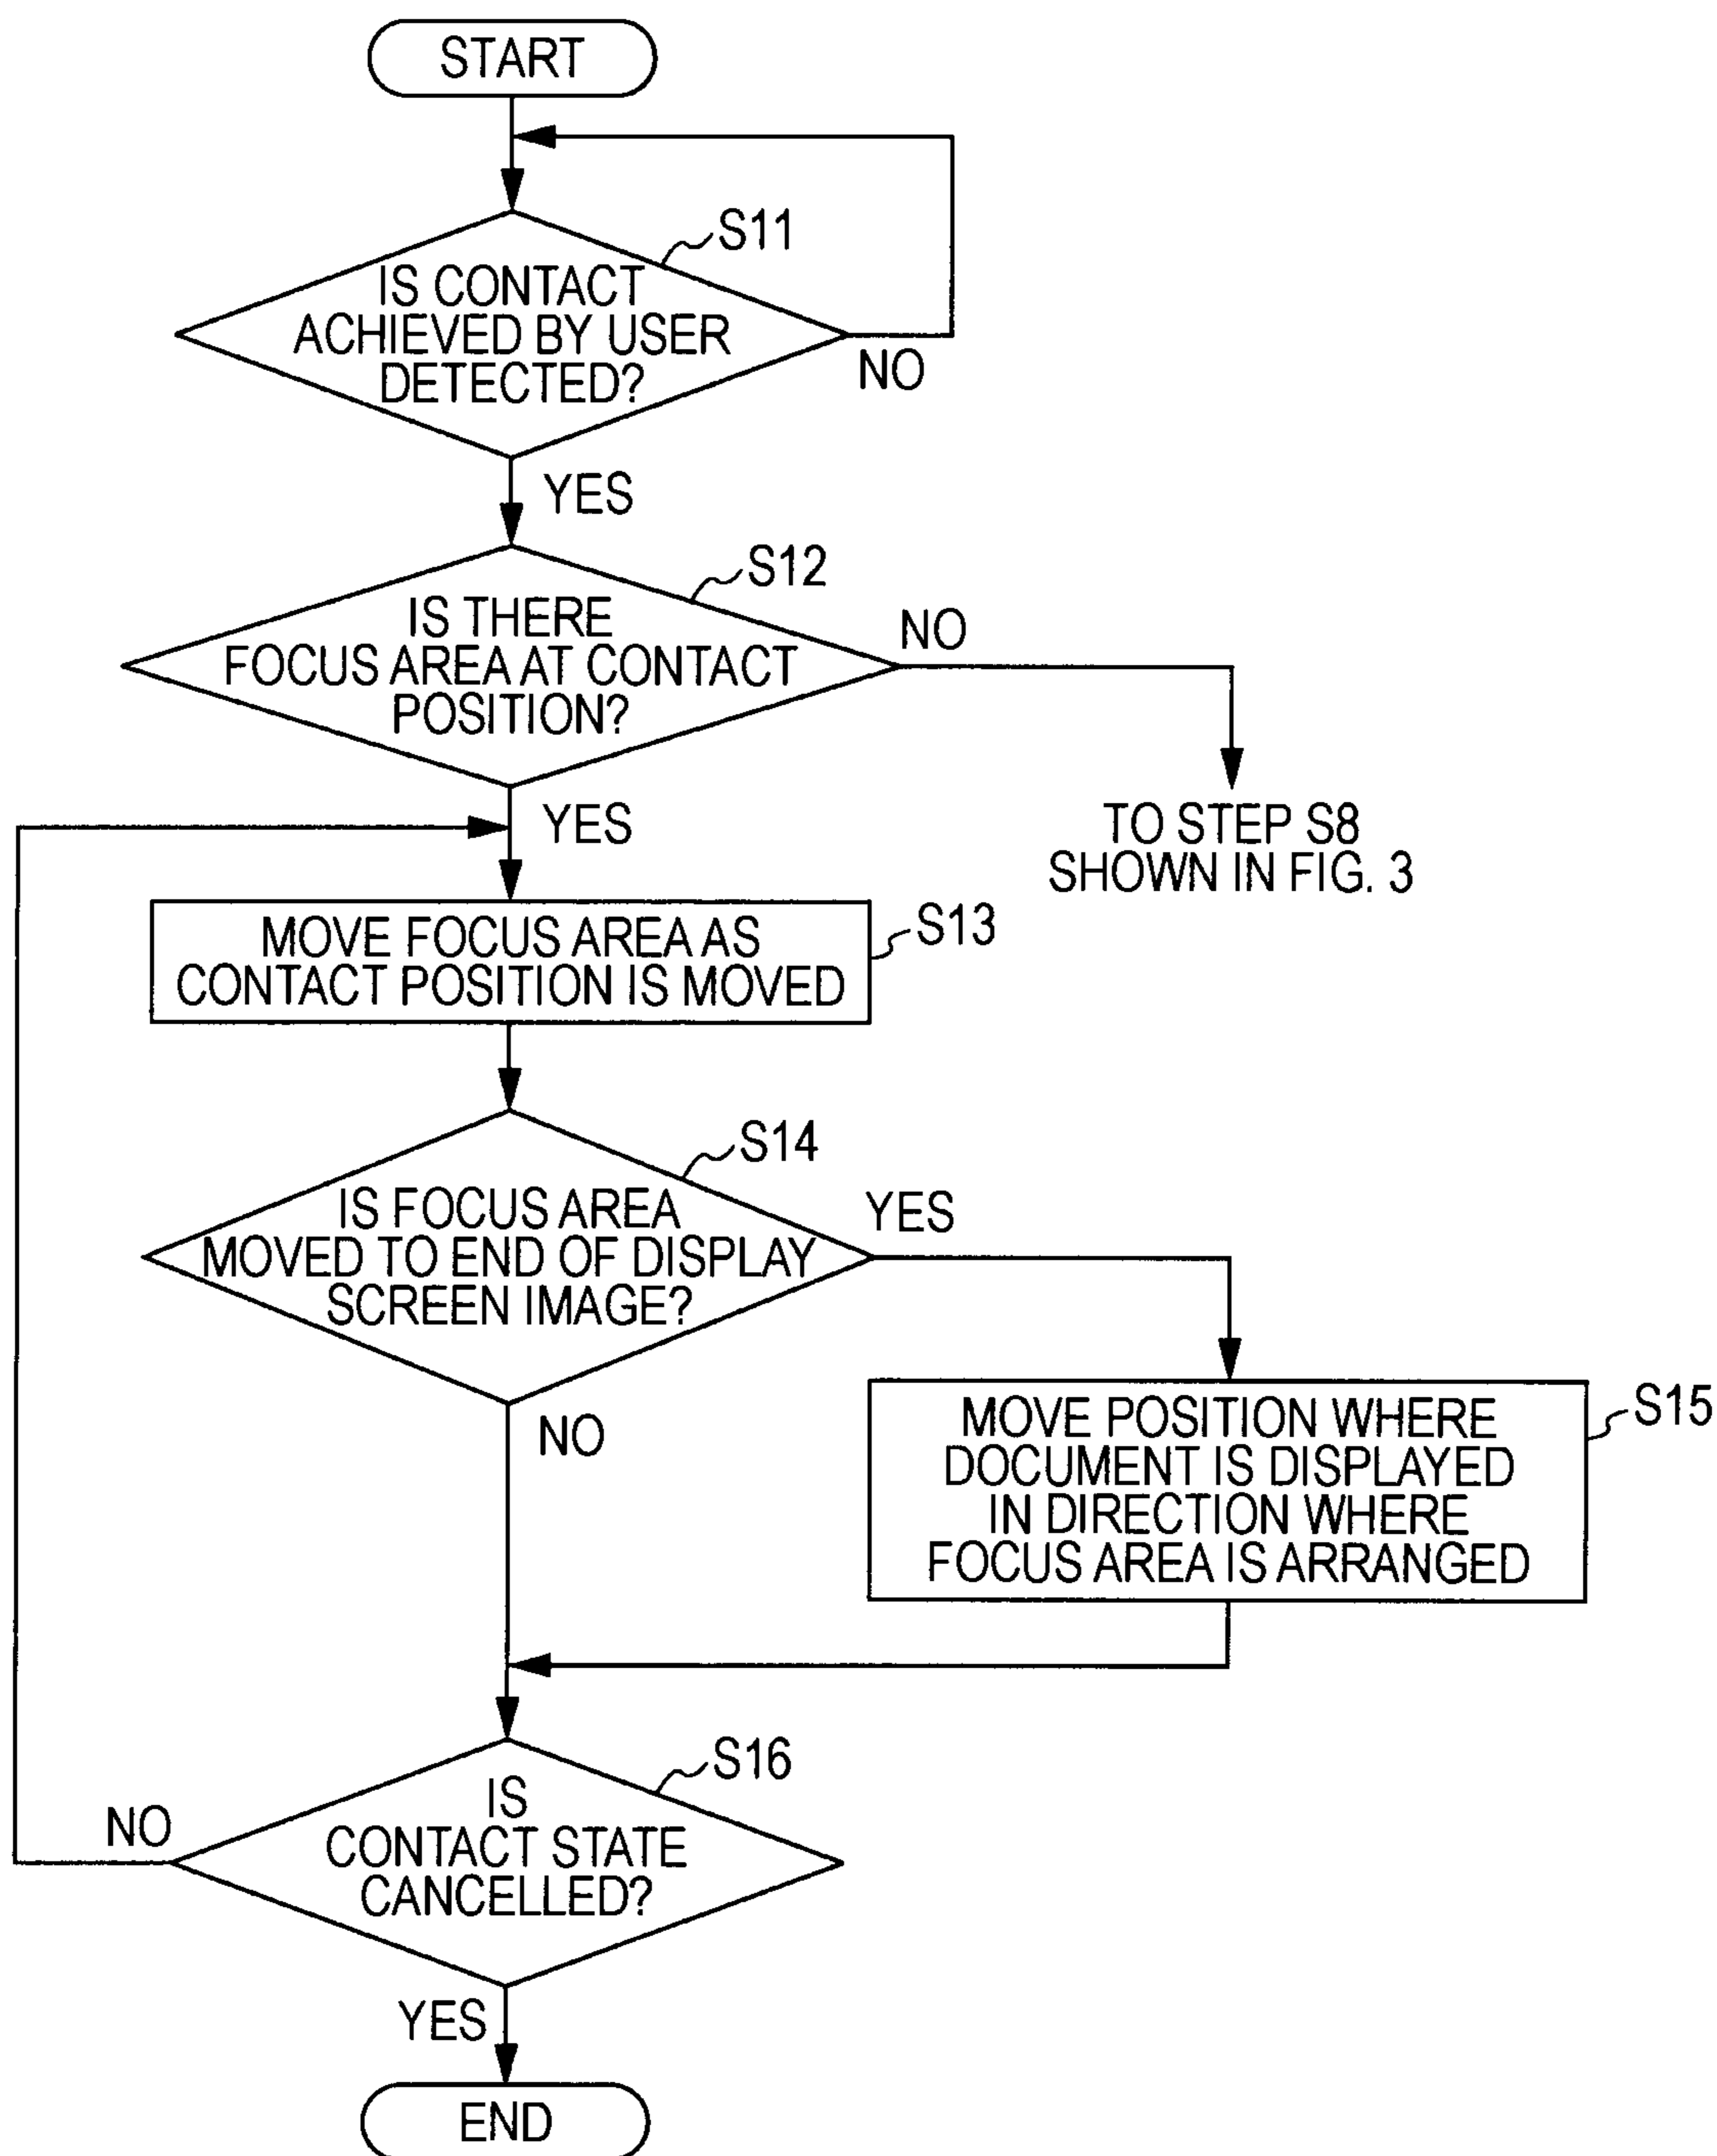 START
S11
IS CONTACT
ACHIEVED BY USER
DETECTED?
NO
YES
S12
IS THERE
FOCUS AREA AT CONTACT
POSITION?
NO
YES
TO STEP S8
SHOWN IN FIG. 3
S13
MOVE FOCUS AREA AS
CONTACT POSITION IS MOVED
S14
IS FOCUS AREA
MOVED TO END OF DISPLAY
SCREEN IMAGE?
YES
NO
S15
MOVE POSITION WHERE
DOCUMENT IS DISPLAYED
IN DIRECTION WHERE
FOCUS AREA IS ARRANGED
S16
IS
CONTACT STATE
CANCELLED?
NO
YES
END